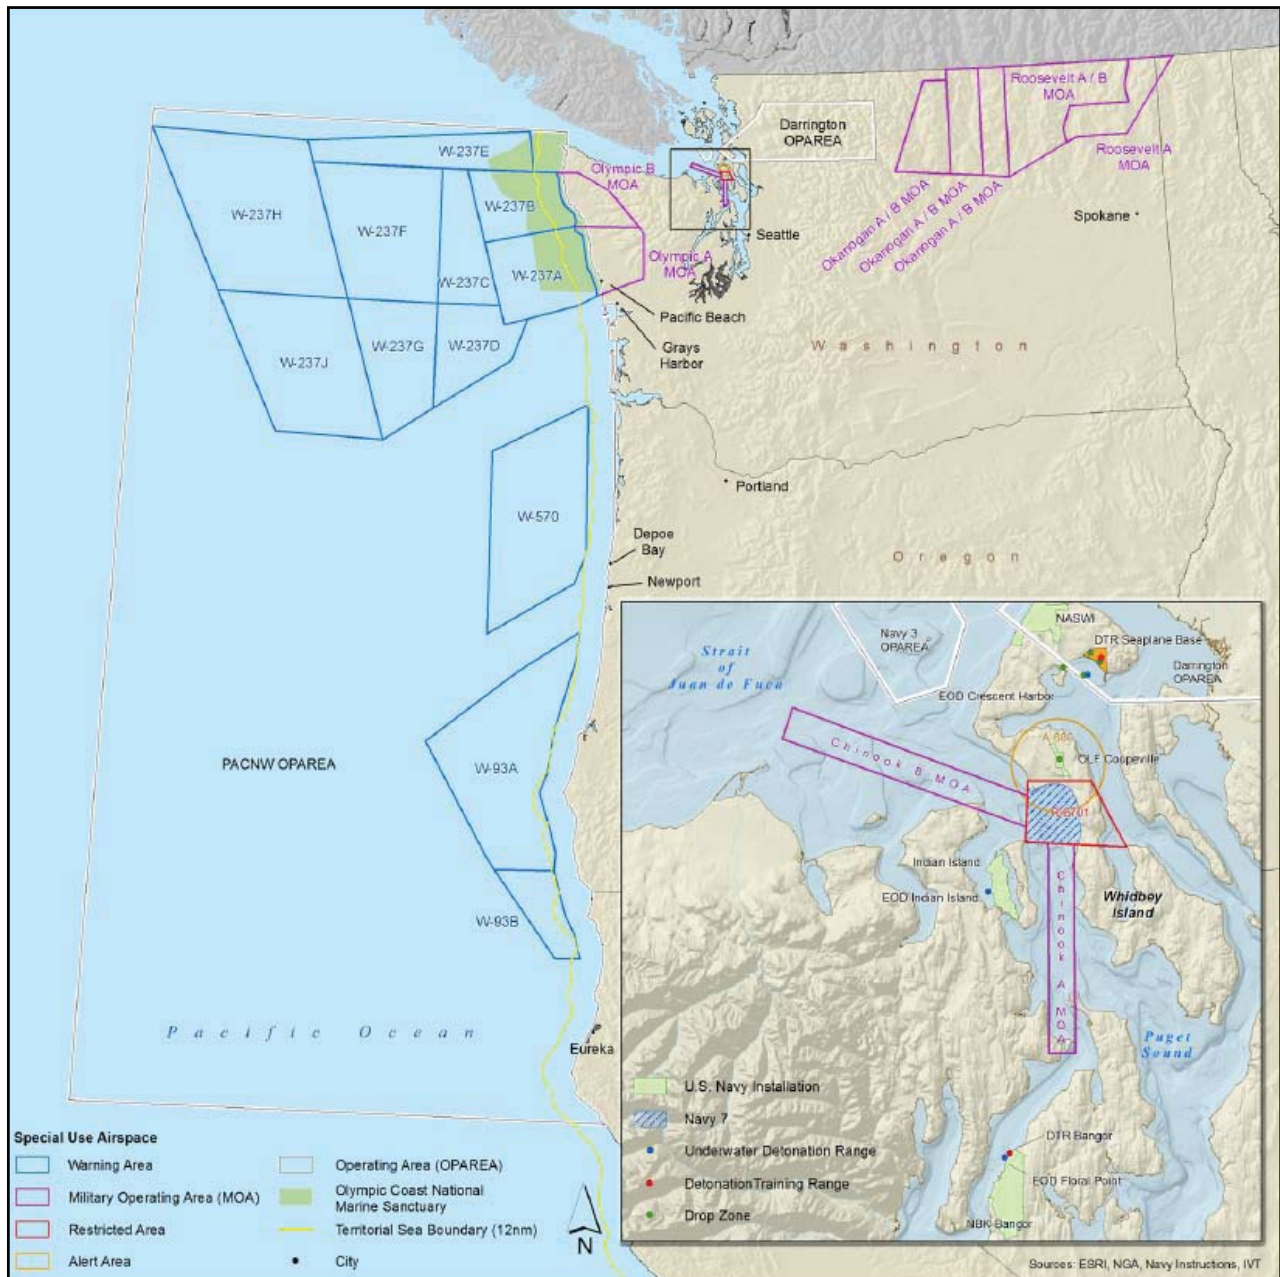 Darrington
OPAREA
Roosevelt A / B
MOA
Roosevelt A
MOA
W-237E
Olympic B
MOA
W-237H
W-237B
W-237F
Okanogan A / B MOA
Okanogan A / B MOA
Okanogan A / B MOA
Spokane
Seattle
W-237A
W-237C
Olympic A
MOA
Pacific Beach
Grays
Harbor
Washington
W-237J
W-237G
W-237D
Portland
W-570
Depoe
Bay
Newport
Oregon
PACNW OPAREA
W-93A
W-93B
Pacific Ocean
Eureka
Strait
of
Juan de Fuca
Navy 3
OPAREA
NASWI
DTR Seaplane Base
Darrington
OPAREA
EOD Crescent Harbor
Chinook B MOA
A-680
OLF Coupeville
R-6701
Indian Island
EOD Indian Island
Chinook A MOA
Whidbey
Island
Puget
Sound
DTR Bangor
EOD Floral Point
NBK-Bangor
U.S. Navy Installation
Navy 7
Underwater Detonation Range
DetonationTraining Range
Drop Zone
Special Use Airspace
Warning Area
Military Operating Area (MOA)
Restricted Area
Alert Area
Operating Area (OPAREA)
Olympic Coast National
Marine Sanctuary
Territorial Sea Boundary (12nm)
City
N
Sources: ESRI, NGA, Navy Instructions, IVT